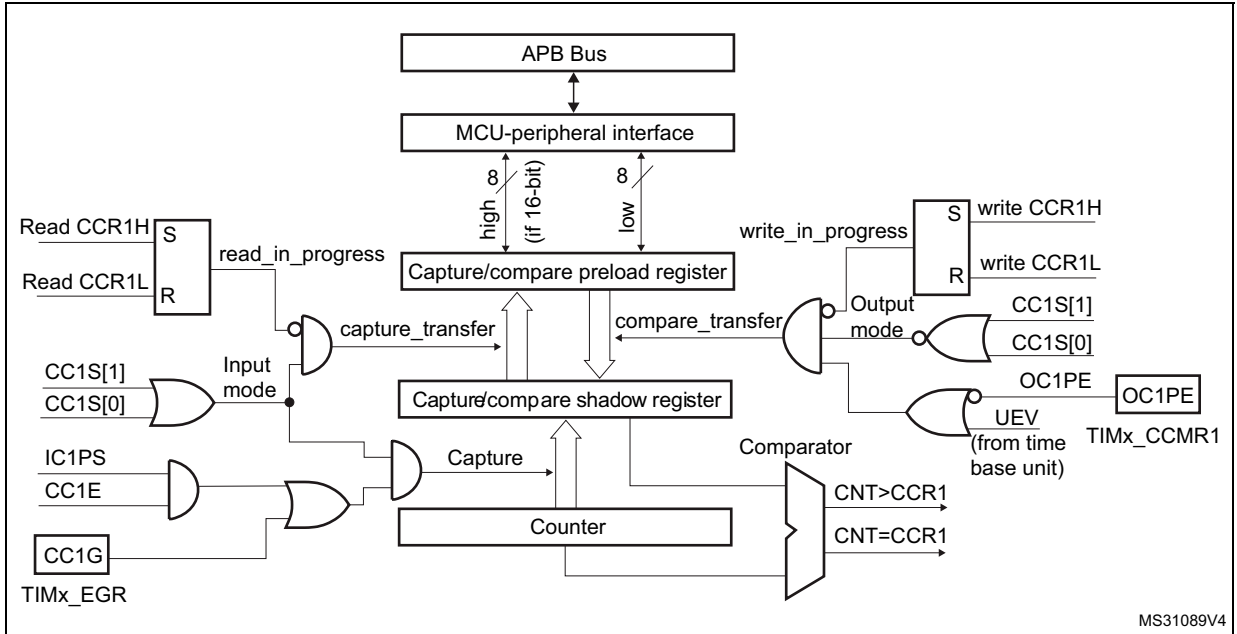 APB Bus
MCU-peripheral interface
8
high
(if 16-bit)
8
low
Read CCR1H
S
read_in_progress
Read CCR1L
R
write_in_progress
S
write CCR1H
R
write CCR1L
Capture/compare preload register
capture_transfer
compare_transfer
Output
mode
CC1S[1]
CC1S[0]
Input
mode
CC1S[1]
CC1S[0]
Capture/compare shadow register
OC1PE
OC1PE
UEV
(from time
base unit)
TIMx_CCMR1
IC1PS
CC1E
Capture
Comparator
CNT>CCR1
CNT=CCR1
Counter
CC1G
TIMx_EGR
MS31089V4